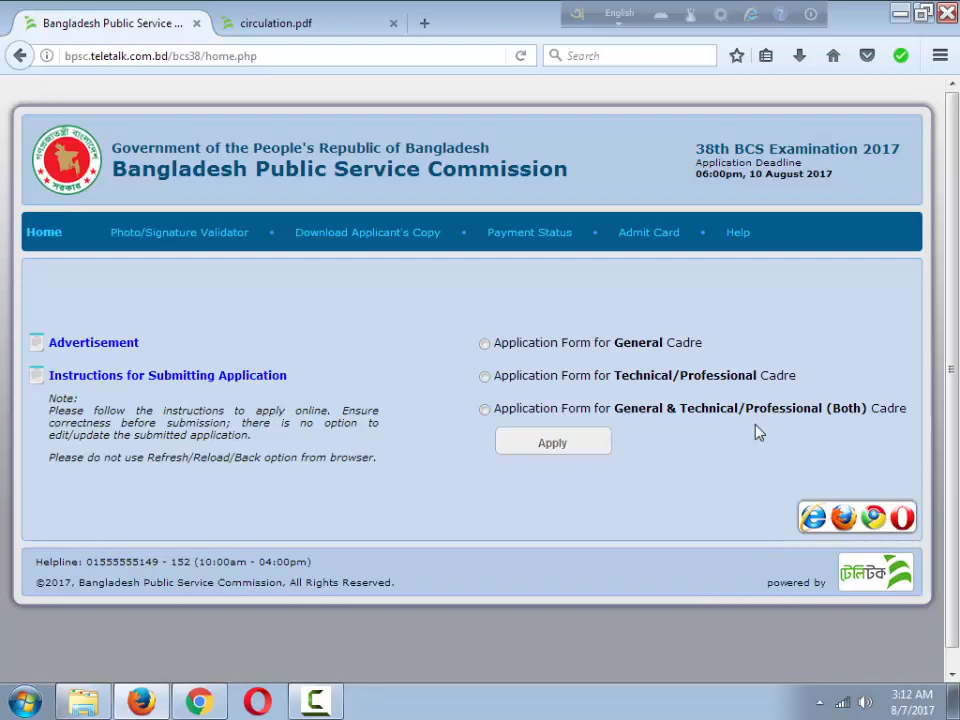 Bangladesh Public Service ...
circulation.pdf
English
bpsc.teletalk.com.bd/bcs38/home.php
Search
গণপ্রজাতন্ত্রী বাংলাদেশ
সরকার
Government of the People's Republic of Bangladesh
Bangladesh Public Service Commission
38th BCS Examination 2017
Application Deadline
06:00pm, 10 August 2017
Home
Photo/Signature Validator
Download Applicant's Copy
Payment Status
Admit Card
Help
Advertisement
Instructions for Submitting Application
Note:
Please follow the instructions to apply online. Ensure
correctness before submission; there is no option to
edit/update the submitted application.
Please do not use Refresh/Reload/Back option from browser.
Application Form for General Cadre
Application Form for Technical/Professional Cadre
Application Form for General & Technical/Professional (Both) Cadre
Apply
Helpline: 01555555149 - 152 (10:00am - 04:00pm)
©2017, Bangladesh Public Service Commission, All Rights Reserved.
powered by
টেলিটক
3:12 AM
8/7/2017